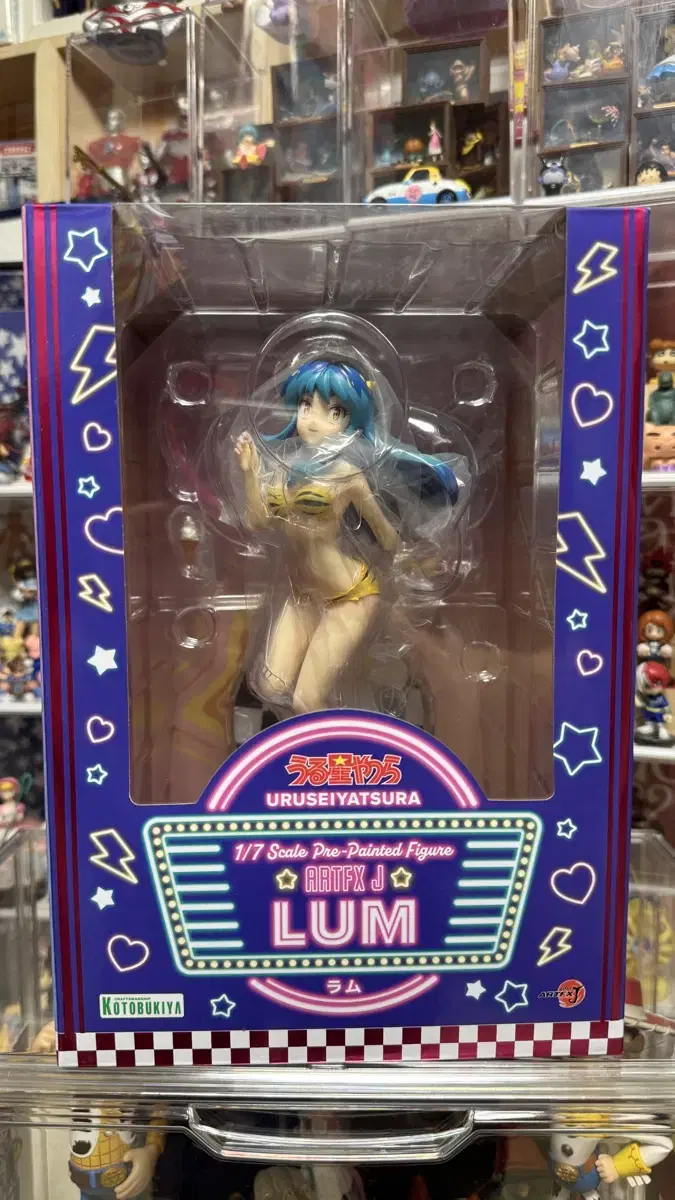 うる星やつら
URUSEIYATSURA
1/7 Scale Pre-Painted Figure
ARTFX J
LUM
ラム
CRAFTSMANSHIP
KOTOBUKIYA
ARTFX J